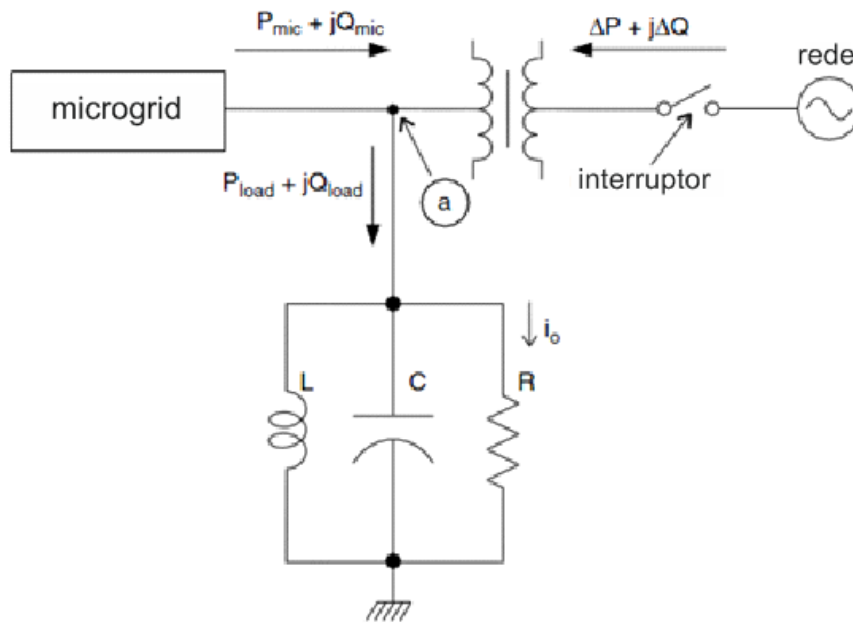 P_mic + jQ_mic
ΔP + jΔQ
rede
microgrid
interruptor
P_load + jQ_load
a
i_o
L
C
R